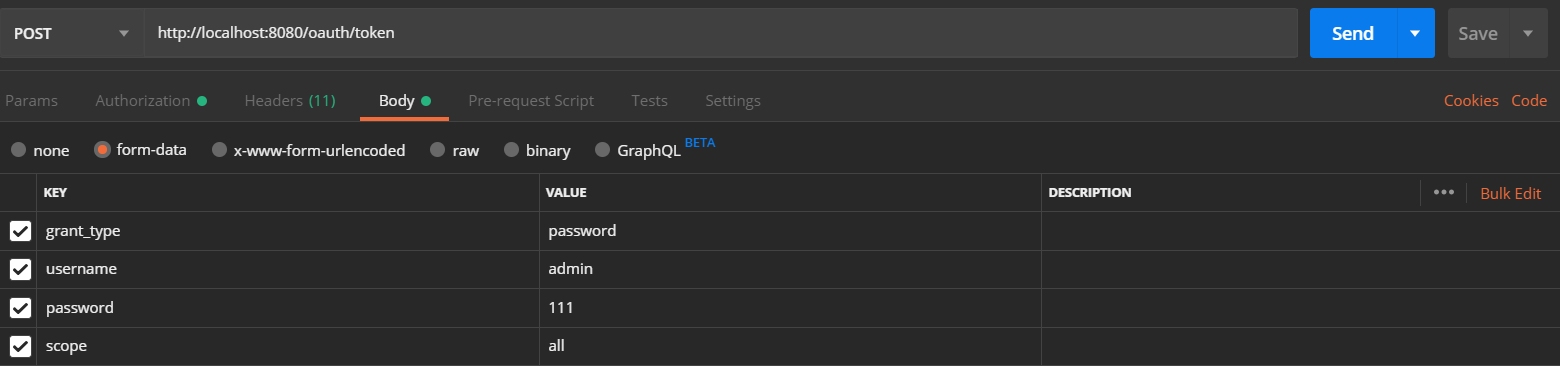 POST http://localhost:8080/oauth/token Send Save
Params Authorization Headers (11) Body Pre-request Script Tests Settings Cookies Code
none form-data x-www-form-urlencoded raw binary GraphQL BETA
KEY VALUE DESCRIPTION ••• Bulk Edit
grant_type password
username admin
password 111
scope all